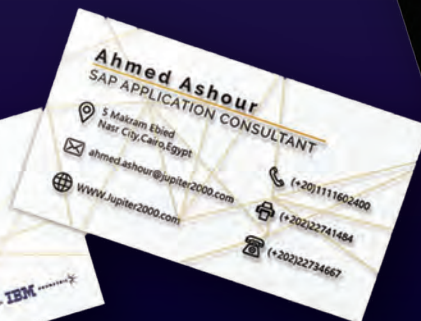 Ahmed Ashour
SAP APPLICATION CONSULTANT
5 Makram Ebied
Nasr City,Cairo,Egypt
ahmed.ashour@jupiter2000.com
WWW.Jupiter2000.com
(+20)1111602400
(+202)22741484
(+202)22734667
IBM